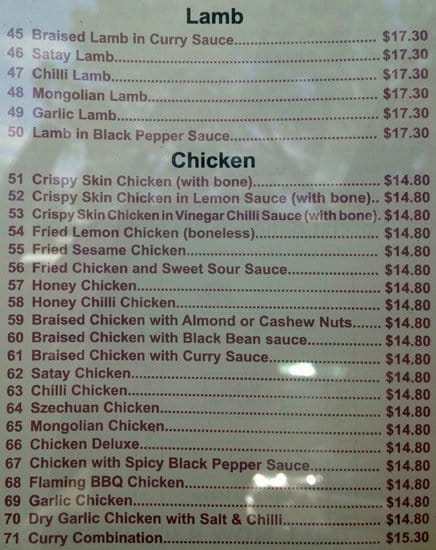 Lamb
45 Braised Lamb in Curry Sauce.................................. $17.30
46 Satay Lamb.................................. $17.30
47 Chilli Lamb.................................. $17.30
48 Mongolian Lamb.................................. $17.30
49 Garlic Lamb.................................. $17.30
50 Lamb in Black Pepper Sauce.................................. $17.30
Chicken
51 Crispy Skin Chicken (with bone)........................... $14.80
52 Crispy Skin Chicken in Lemon Sauce (with bone).. $14.80
53 Crispy Skin Chicken in Vinegar Chilli Sauce (with bone). $14.80
54 Fried Lemon Chicken (boneless)........................... $14.80
55 Fried Sesame Chicken.................................. $14.80
56 Fried Chicken and Sweet Sour Sauce.................... $14.80
57 Honey Chicken.................................. $14.80
58 Honey Chilli Chicken.................................. $14.80
59 Braised Chicken with Almond or Cashew Nuts....... $14.80
60 Braised Chicken with Black Bean sauce................ $14.80
61 Braised Chicken with Curry Sauce........................ $14.80
62 Satay Chicken.................................. $14.80
63 Chilli Chicken.................................. $14.80
64 Szechuan Chicken.................................. $14.80
65 Mongolian Chicken.................................. $14.80
66 Chicken Deluxe.................................. $14.80
67 Chicken with Spicy Black Pepper Sauce................ $14.80
68 Flaming BBQ Chicken.................................. $14.80
69 Garlic Chicken.................................. $14.80
70 Dry Garlic Chicken with Salt & Chilli...................... $14.80
71 Curry Combination.................................. $15.30